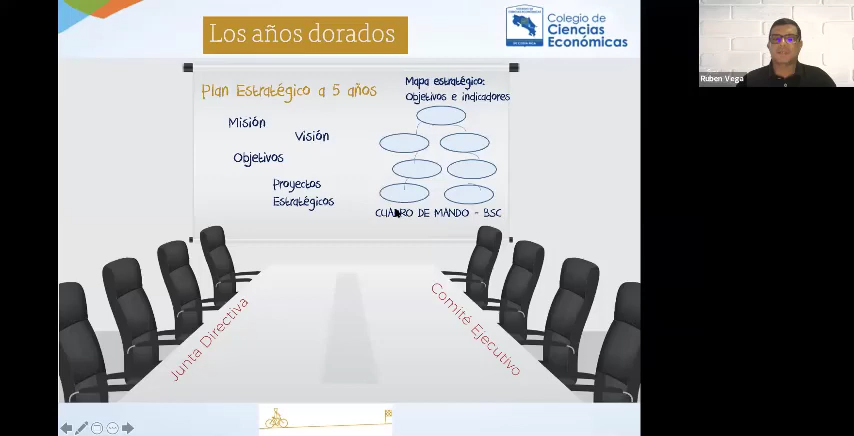 Los años dorados
Colegio de
Ciencias
Económicas
Plan Estratégico a 5 años
Misión
Visión
Objetivos
Proyectos
Estratégicos
Mapa estratégico:
Objetivos e indicadores
CUADRO DE MANDO - BSC
Junta Directiva
Comité Ejecutivo
Ruben Vega